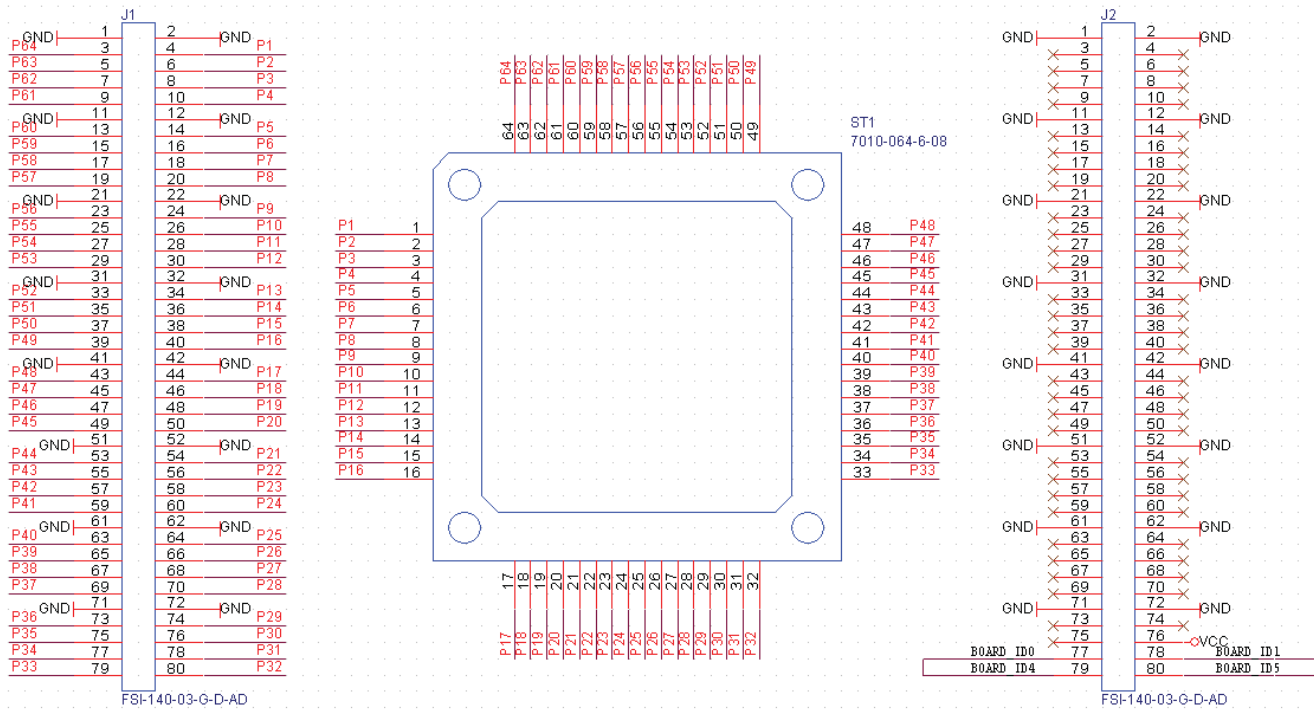 J1
GND 1 2 GND
P64 3 4 P1
P63 5 6 P2
P62 7 8 P3
P61 9 10 P4
GND 11 12 GND
P60 13 14 P5
P59 15 16 P6
P58 17 18 P7
P57 19 20 P8
GND 21 22 GND
P56 23 24 P9
P55 25 26 P10
P54 27 28 P11
P53 29 30 P12
GND 31 32 GND
P52 33 34 P13
P51 35 36 P14
P50 37 38 P15
P49 39 40 P16
GND 41 42 GND
P48 43 44 P17
P47 45 46 P18
P46 47 48 P19
P45 49 50 P20
GND 51 52 GND
P44 53 54 P21
P43 55 56 P22
P42 57 58 P23
P41 59 60 P24
GND 61 62 GND
P40 63 64 P25
P39 65 66 P26
P38 67 68 P27
P37 69 70 P28
GND 71 72 GND
P36 73 74 P29
P35 75 76 P30
P34 77 78 P31
P33 79 80 P32
FSI-140-03-G-D-AD
P64 P63 P62 P61 P60 P59 P58 P57 P56 P55 P54 P53 P52 P51 P50 P49
64 63 62 61 60 59 58 57 56 55 54 53 52 51 50 49
ST1
7010-064-6-08
P1 1 48 P48
P2 2 47 P47
P3 3 46 P46
P4 4 45 P45
P5 5 44 P44
P6 6 43 P43
P7 7 42 P42
P8 8 41 P41
P9 9 40 P40
P10 10 39 P39
P11 11 38 P38
P12 12 37 P37
P13 13 36 P36
P14 14 35 P35
P15 15 34 P34
P16 16 33 P33
17 18 19 20 21 22 23 24 25 26 27 28 29 30 31 32
P17 P18 P19 P20 P21 P22 P23 P24 P25 P26 P27 P28 P29 P30 P31 P32
J2
GND 1 2 GND
3 4
5 6
7 8
9 10
GND 11 12 GND
13 14
15 16
17 18
19 20
GND 21 22 GND
23 24
25 26
27 28
29 30
GND 31 32 GND
33 34
35 36
37 38
39 40
GND 41 42 GND
43 44
45 46
47 48
49 50
GND 51 52 GND
53 54
55 56
57 58
59 60
GND 61 62 GND
63 64
65 66
67 68
69 70
GND 71 72 GND
73 74
75 76 VCC
BOARD_ID0 77 78 BOARD_ID1
BOARD_ID4 79 80 BOARD_ID5
FSI-140-03-G-D-AD